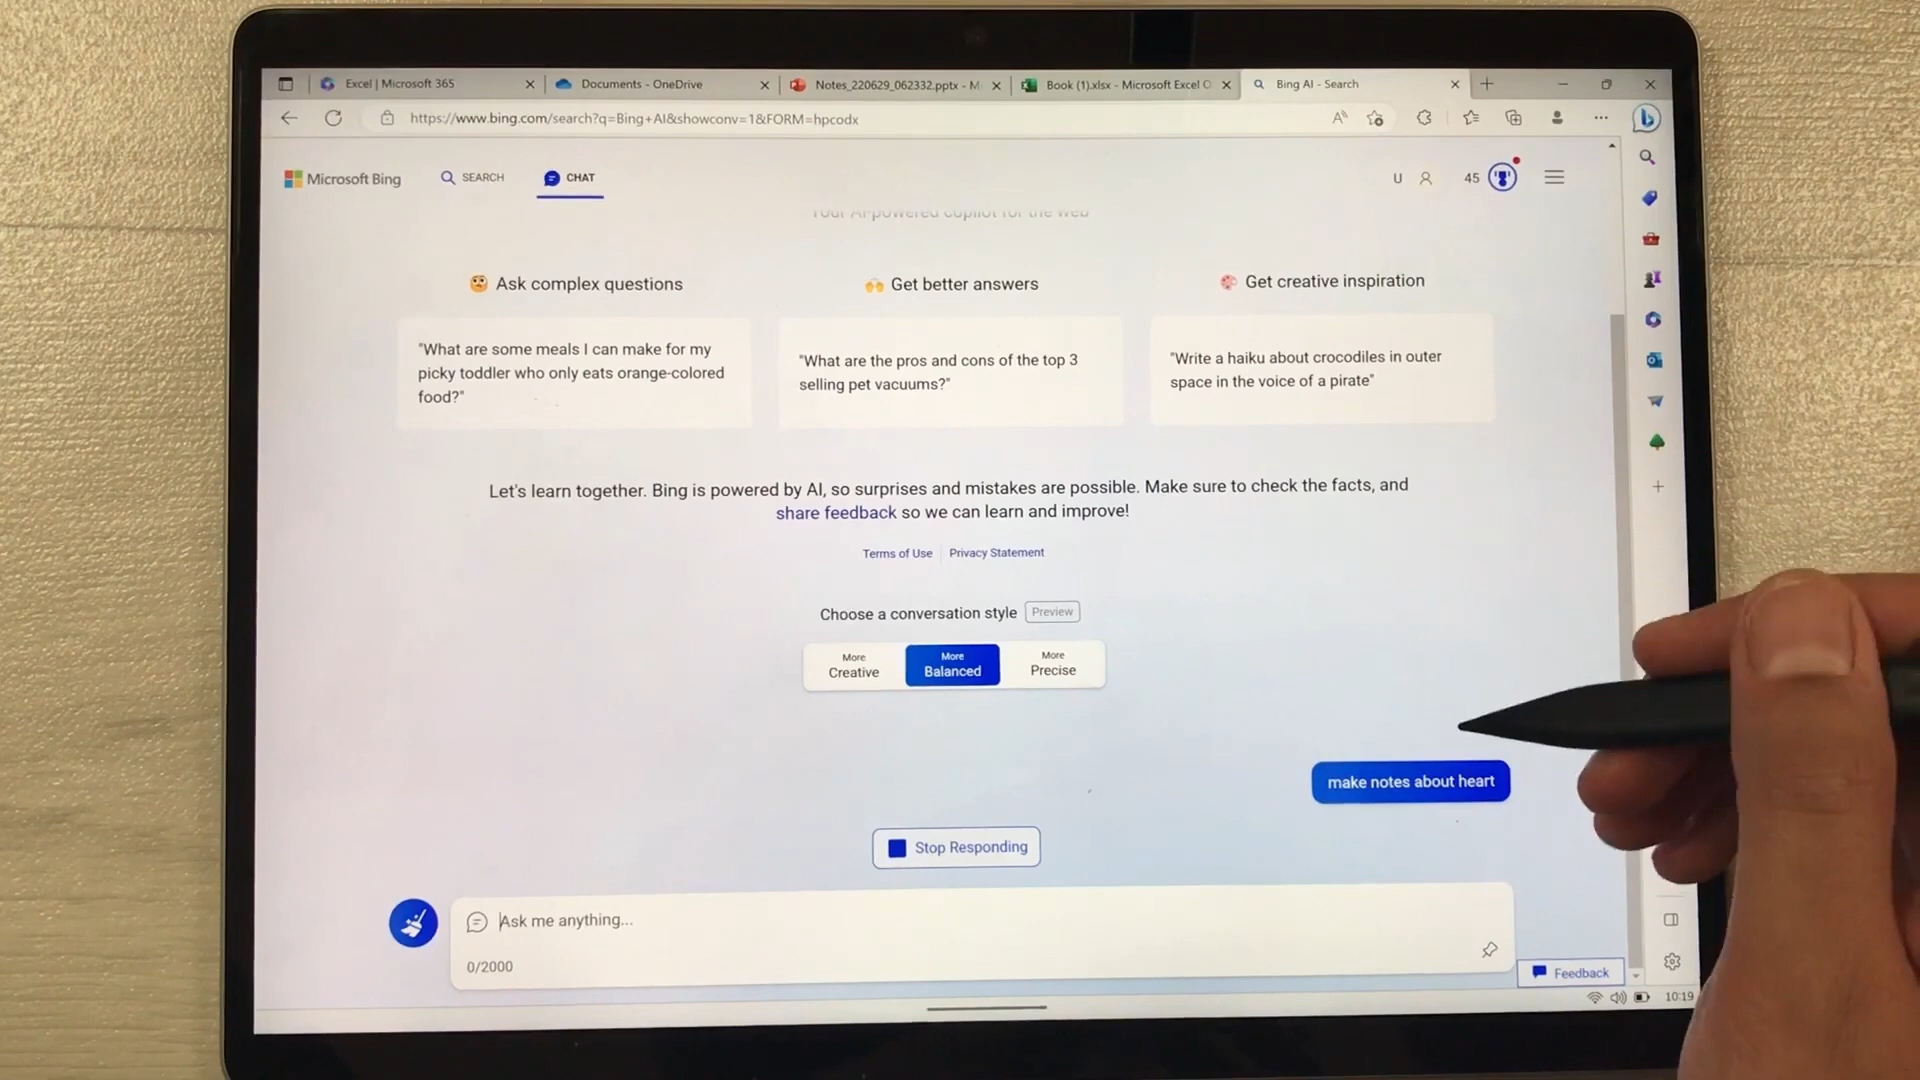 Excel | Microsoft 365
Documents - OneDrive
Notes_220629_062332.pptx - M
Book (1).xlsx - Microsoft Excel O
Bing AI - Search
https://www.bing.com/search?q=Bing+AI&showconv=1&FORM=hpcodx
Microsoft Bing
SEARCH
CHAT
U
45
Your AI-powered copilot for the web
Ask complex questions
Get better answers
Get creative inspiration
"What are some meals I can make for my
picky toddler who only eats orange-colored
food?"
"What are the pros and cons of the top 3
selling pet vacuums?"
"Write a haiku about crocodiles in outer
space in the voice of a pirate"
Let's learn together. Bing is powered by AI, so surprises and mistakes are possible. Make sure to check the facts, and
share feedback so we can learn and improve!
Terms of Use
Privacy Statement
Choose a conversation style Preview
More
Creative
More
Balanced
More
Precise
make notes about heart
Stop Responding
Ask me anything...
0/2000
Feedback
10:19